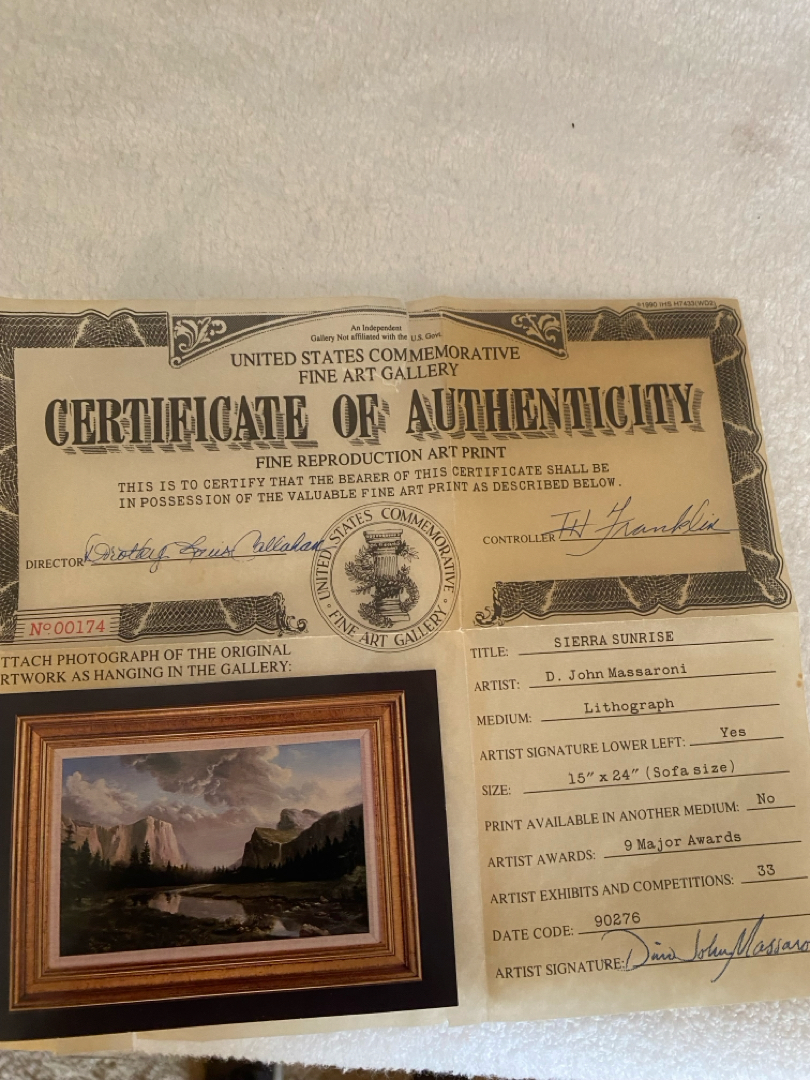 ©1990 IHS H7433(WO2)
An Independent
Gallery Not affiliated with the U.S. Govt.
UNITED STATES COMMEMORATIVE
FINE ART GALLERY
CERTIFICATE OF AUTHENTICITY
FINE REPRODUCTION ART PRINT
THIS IS TO CERTIFY THAT THE BEARER OF THIS CERTIFICATE SHALL BE
IN POSSESSION OF THE VALUABLE FINE ART PRINT AS DESCRIBED BELOW.
DIRECTOR Dorothy Callahan
CONTROLLER TH Franklin
UNITED STATES COMMEMORATIVE
FINE ART GALLERY
Nº 00174
TTACH PHOTOGRAPH OF THE ORIGINAL
RTWORK AS HANGING IN THE GALLERY:
TITLE: SIERRA SUNRISE
ARTIST: D. John Massaroni
MEDIUM: Lithograph
ARTIST SIGNATURE LOWER LEFT: Yes
SIZE: 15" x 24" (Sofa size)
PRINT AVAILABLE IN ANOTHER MEDIUM: No
ARTIST AWARDS: 9 Major Awards
ARTIST EXHIBITS AND COMPETITIONS: 33
DATE CODE: 90276
ARTIST SIGNATURE: John Massaro